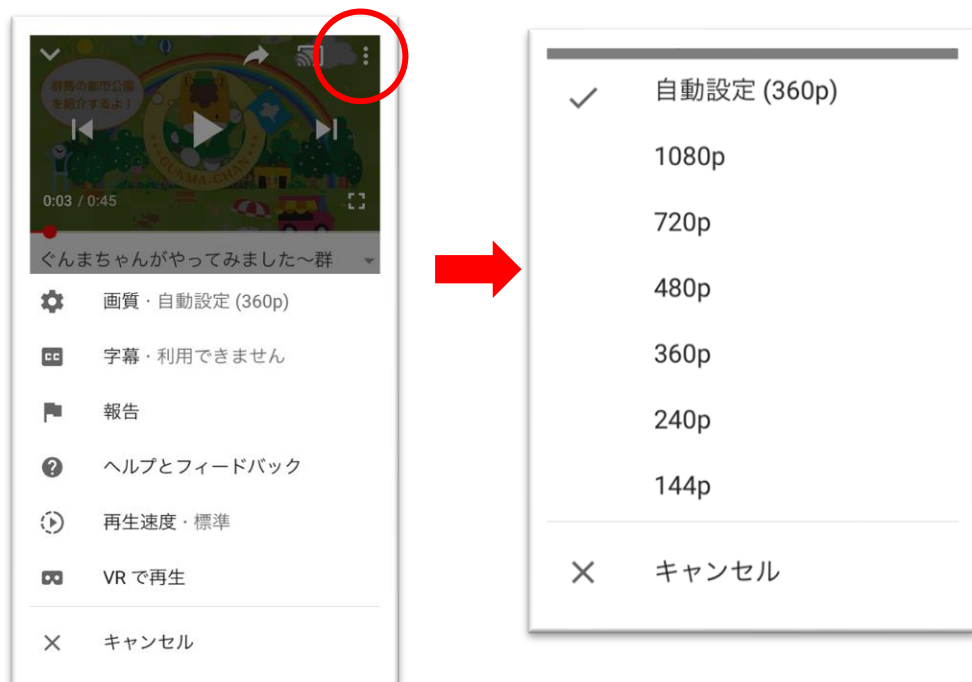 群馬の都市公園
を紹介するよ！
GUNMA-CHAN
0:03 / 0:45
ぐんまちゃんがやってみました〜群
画質・自動設定 (360p)
CC
字幕・利用できません
報告
ヘルプとフィードバック
再生速度・標準
VR で再生
キャンセル
自動設定 (360p)
1080p
720p
480p
360p
240p
144p
キャンセル